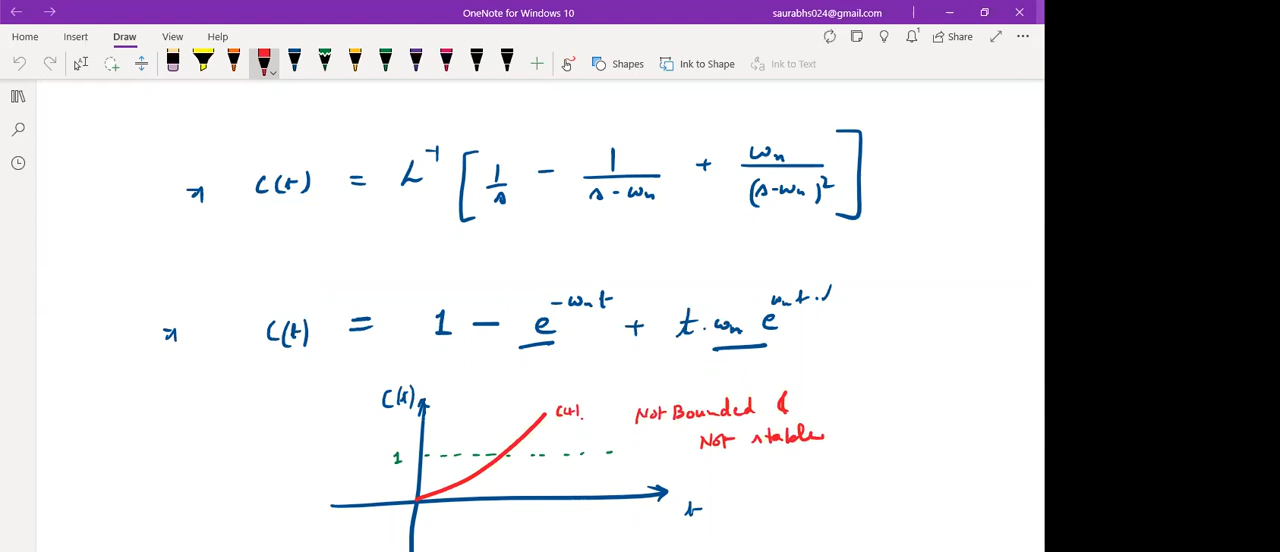 OneNote for Windows 10
saurabhs024@gmail.com
Home Insert Draw View Help
Share
Shapes Ink to Shape Ink to Text
C(t) = L⁻¹ [ 1/s - 1/(s-ωn) + ωn/(s-ωn)² ]
C(t) = 1 - e^(-ωnt) + t.ωn e^(ωnt)
C(t)
C(t). Not Bounded &
Not stable
1
t